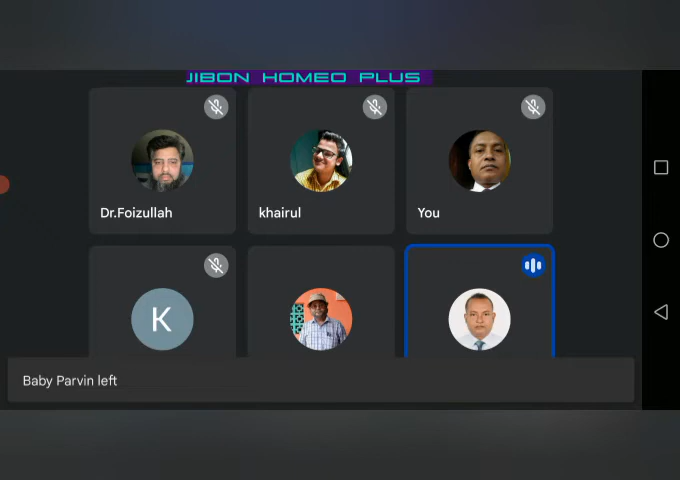 JIBON HOMEO PLUS
Dr.Foizullah
khairul
You
K
Baby Parvin left